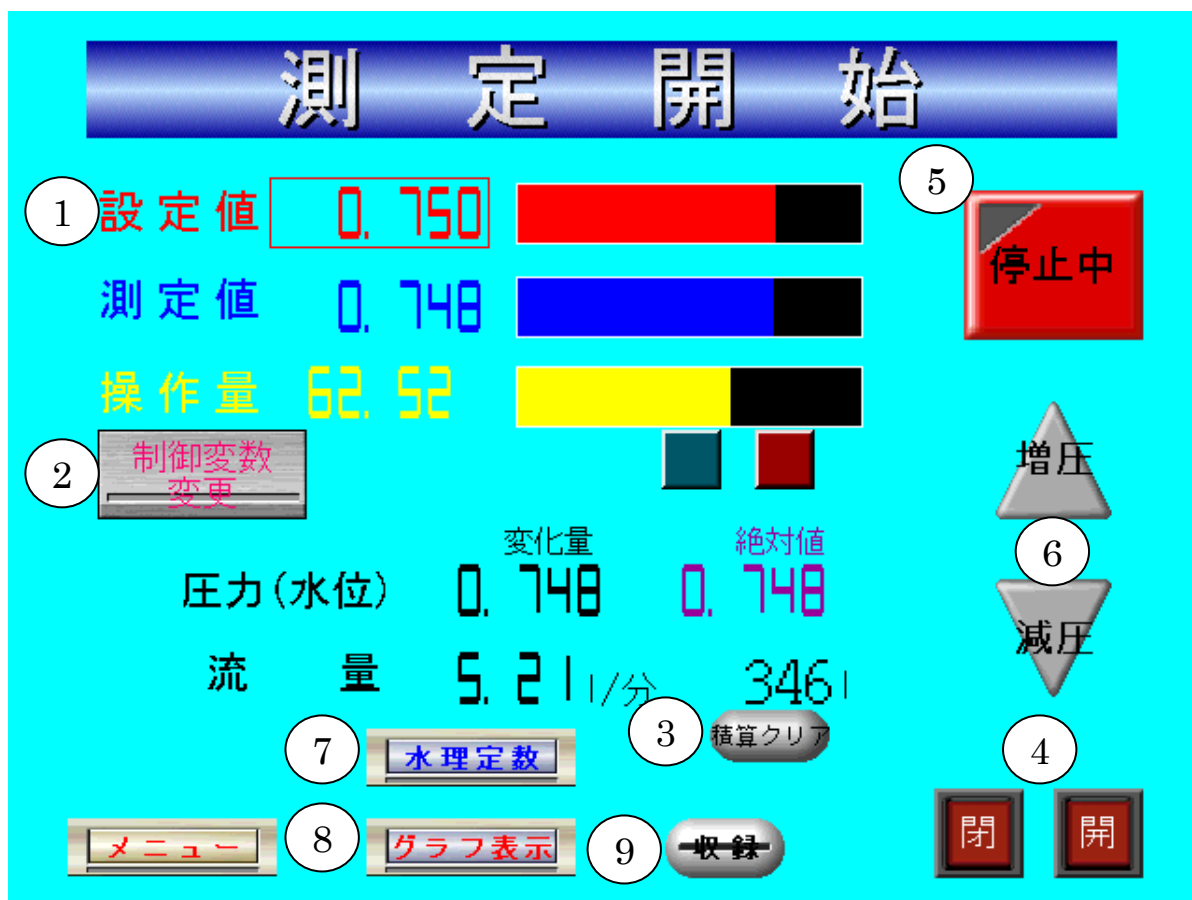 測定開始
1 設定値 0.750
5
停止中
測定値 0.748
操作量 62.52
2 制御変数
変更
増圧
変化量 絶対値
6
圧力(水位) 0.748 0.748
減圧
流量 5.21 l/分 346 l
3 積算クリア
7 水理定数
4
メニュー 8 グラフ表示 9 収録 閉 開